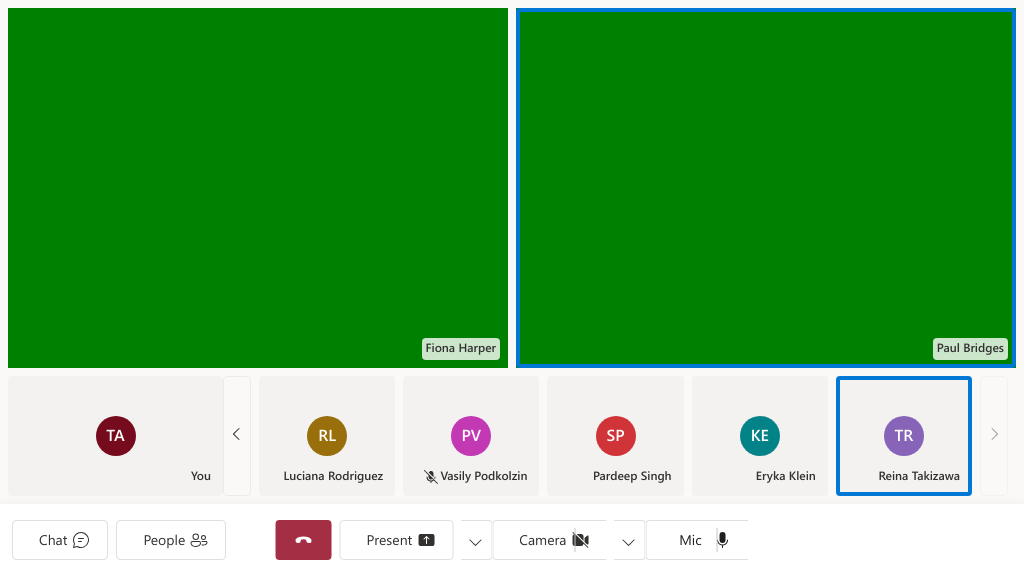 Fiona Harper
Paul Bridges
TA
You
RL
Luciana Rodriguez
PV
Vasily Podkolzin
SP
Pardeep Singh
KE
Eryka Klein
TR
Reina Takizawa
Chat
People
Present
Camera
Mic